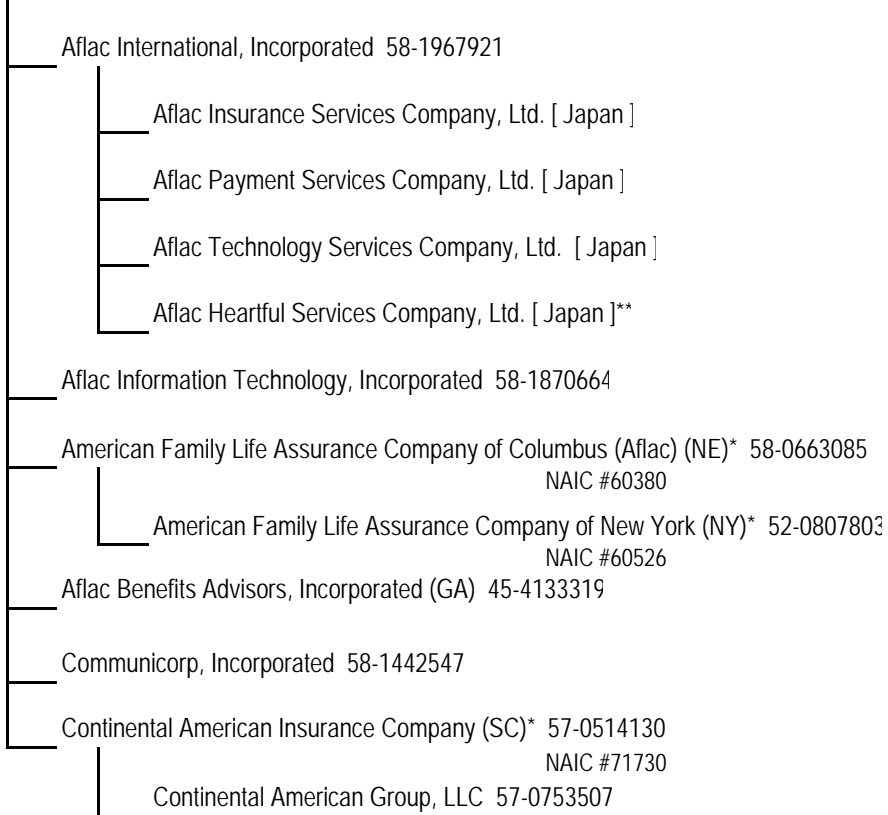 Aflac International, Incorporated 58-1967921
Aflac Insurance Services Company, Ltd. [ Japan ]
Aflac Payment Services Company, Ltd. [ Japan ]
Aflac Technology Services Company, Ltd. [ Japan ]
Aflac Heartful Services Company, Ltd. [ Japan ]**
Aflac Information Technology, Incorporated 58-1870664
American Family Life Assurance Company of Columbus (Aflac) (NE)* 58-0663085
NAIC #60380
American Family Life Assurance Company of New York (NY)* 52-0807803
NAIC #60526
Aflac Benefits Advisors, Incorporated (GA) 45-4133319
Communicorp, Incorporated 58-1442547
Continental American Insurance Company (SC)* 57-0514130
NAIC #71730
Continental American Group, LLC 57-0753507